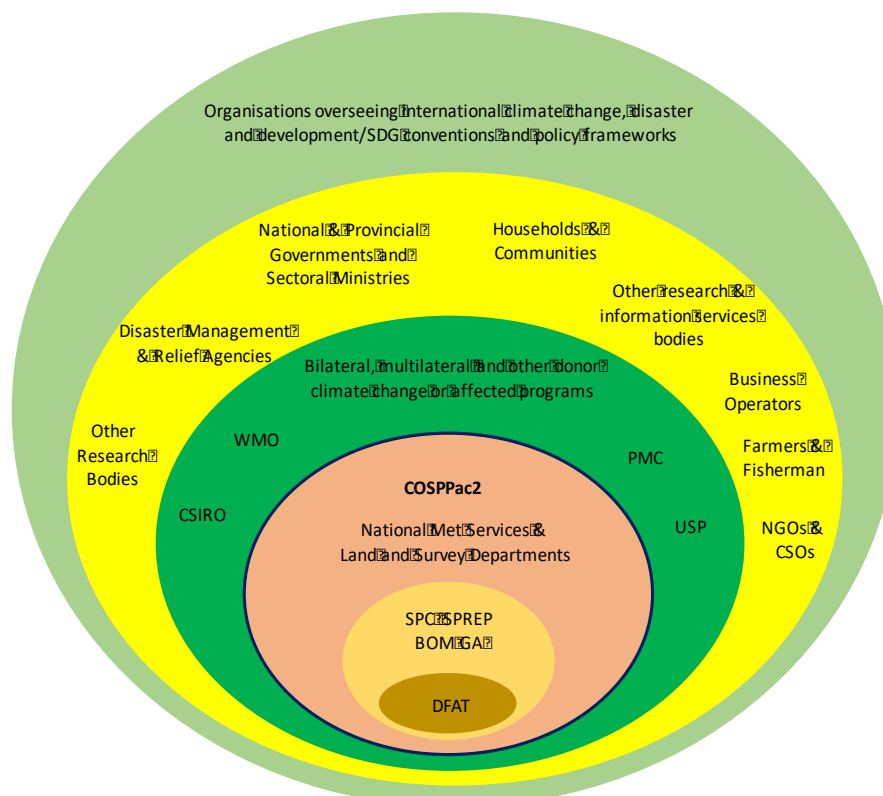 Organisations overseeing international climate change, disaster
and development/SDG conventions and policy frameworks
National & Provincial
Governments and
Sectoral Ministries
Households &
Communities
Other research &
information services
bodies
Disaster Management
& Relief Agencies
Bilateral, multilateral and other donor
climate change or affected programs
Business
Operators
Other
Research
Bodies
WMO
PMC
Farmers &
Fisherman
COSPPac2
CSIRO
USP
NGOs &
CSOs
National Met Services &
Land and Survey Departments
SPC SPREP
BOM GA
DFAT